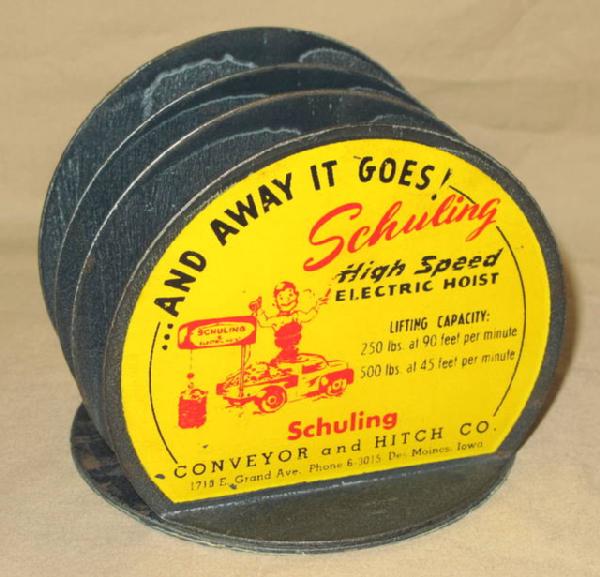 ...AND AWAY IT GOES!
Schuling
High Speed
ELECTRIC HOIST
LIFTING CAPACITY:
250 lbs. at 90 feet per minute
500 lbs. at 45 feet per minute
SCHULING
Schuling
CONVEYOR and HITCH CO.
1710 E. Grand Ave. Phone 6-3015 Des Moines, Iowa